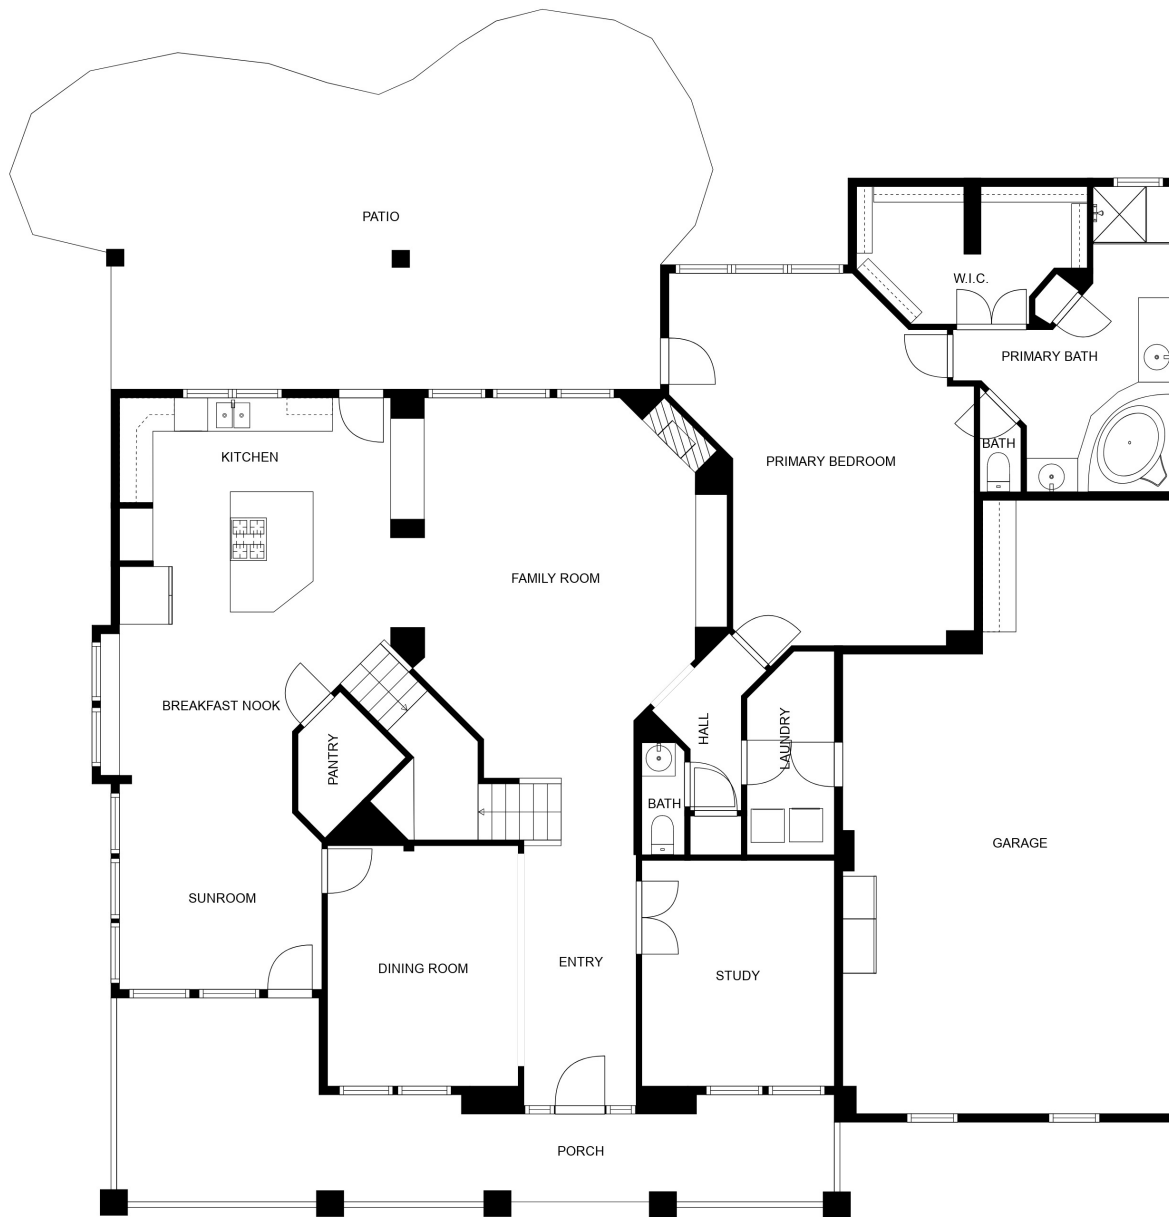 PATIO
W.I.C.
PRIMARY BATH
BATH
KITCHEN
PRIMARY BEDROOM
FAMILY ROOM
BREAKFAST NOOK
HALL
LAUNDRY
PANTRY
BATH
GARAGE
SUNROOM
DINING ROOM
ENTRY
STUDY
PORCH